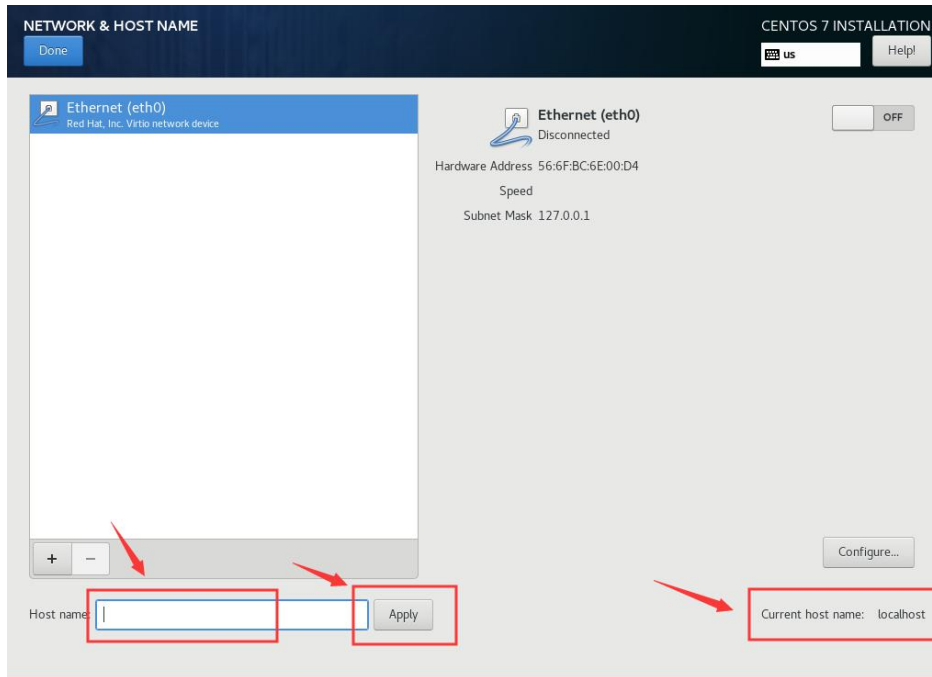 NETWORK & HOST NAME
CENTOS 7 INSTALLATION
Done
us
Help!
Ethernet (eth0)
Red Hat, Inc. Virtio network device
Ethernet (eth0)
Disconnected
OFF
Hardware Address 56:6F:BC:6E:00:D4
Speed
Subnet Mask 127.0.0.1
+ −
Configure...
Host name:
Apply
Current host name: localhost